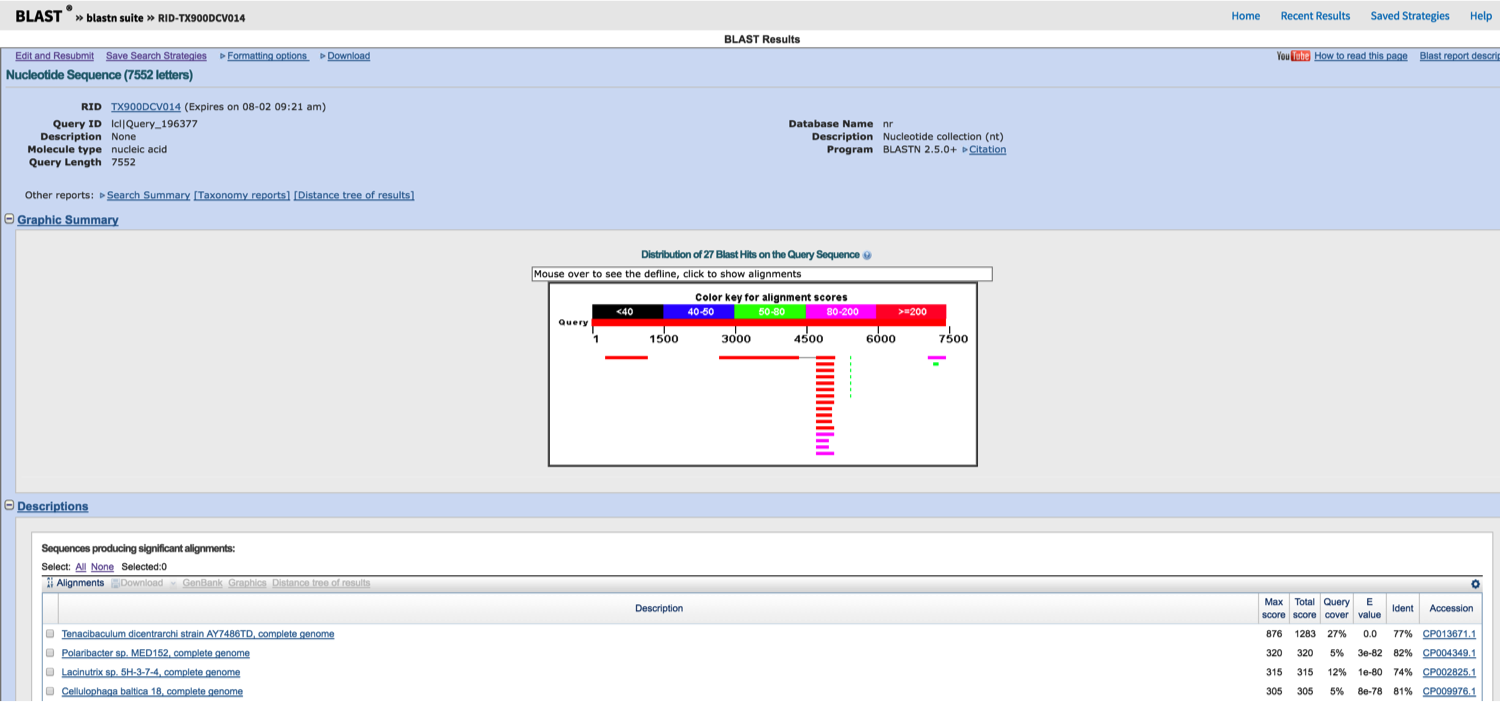 BLAST ® » blastn suite » RID-TX900DCV014
Home Recent Results Saved Strategies Help
BLAST Results
Edit and Resubmit Save Search Strategies Formatting options Download
You Tube How to read this page Blast report descrip
Nucleotide Sequence (7552 letters)
RID TX900DCV014 (Expires on 08-02 09:21 am)
Query ID lcl|Query_196377
Description None
Molecule type nucleic acid
Query Length 7552
Database Name nr
Description Nucleotide collection (nt)
Program BLASTN 2.5.0+ Citation
Other reports: Search Summary [Taxonomy reports] [Distance tree of results]
Graphic Summary
Distribution of 27 Blast Hits on the Query Sequence
Mouse over to see the defline, click to show alignments
Color key for alignment scores
<40 40-50 50-80 80-200 >=200
Query
1 1500 3000 4500 6000 7500
Descriptions
Sequences producing significant alignments:
Select: All None Selected:0
Alignments Download GenBank Graphics Distance tree of results
Description Max score Total score Query cover E value Ident Accession
Tenacibaculum dicentrarchi strain AY7486TD, complete genome 876 1283 27% 0.0 77% CP013671.1
Polaribacter sp. MED152, complete genome 320 320 5% 3e-82 82% CP004349.1
Lacinutrix sp. 5H-3-7-4, complete genome 315 315 12% 1e-80 74% CP002825.1
Cellulophaga baltica 18, complete genome 305 305 5% 8e-78 81% CP009976.1